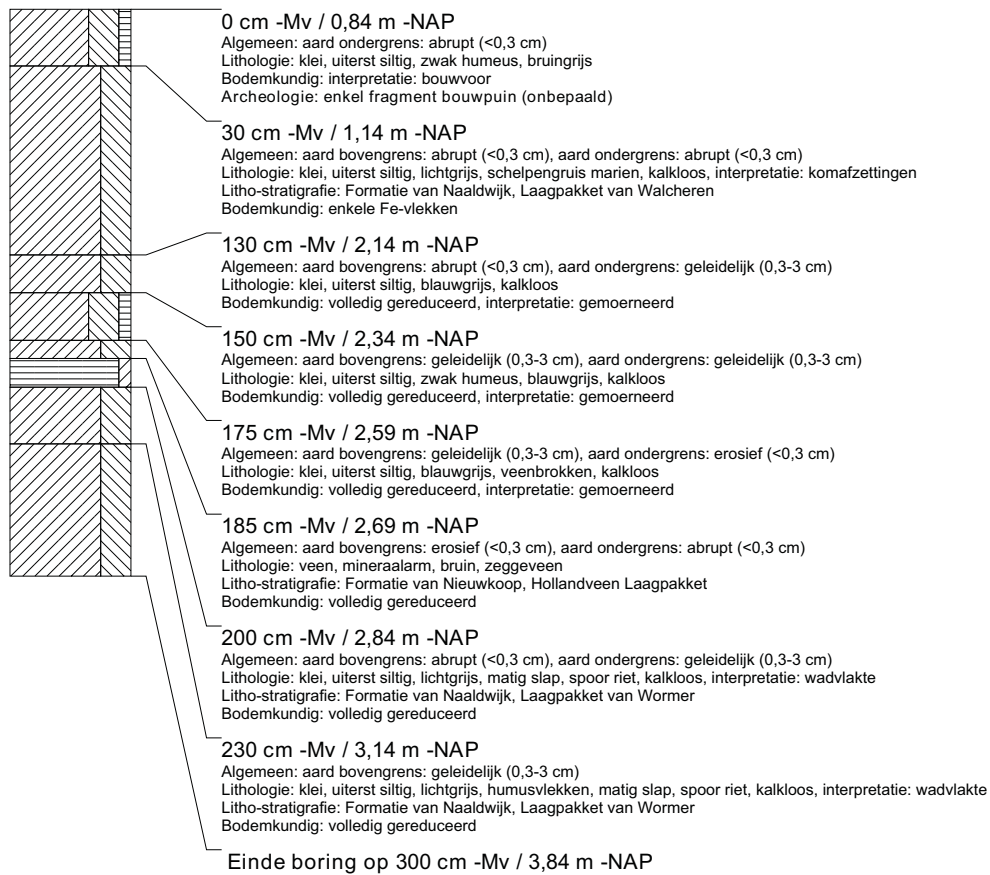 0 cm -Mv / 0,84 m -NAP
Algemeen: aard ondergrens: abrupt (<0,3 cm)
Lithologie: klei, uiterst siltig, zwak humeus, bruingrijs
Bodemkundig: interpretatie: bouwvoor
Archeologie: enkel fragment bouwpuin (onbepaald)
30 cm -Mv / 1,14 m -NAP
Algemeen: aard bovengrens: abrupt (<0,3 cm), aard ondergrens: abrupt (<0,3 cm)
Lithologie: klei, uiterst siltig, lichtgrijs, schelpengruis marien, kalkloos, interpretatie: komafzettingen
Litho-stratigrafie: Formatie van Naaldwijk, Laagpakket van Walcheren
Bodemkundig: enkele Fe-vlekken
130 cm -Mv / 2,14 m -NAP
Algemeen: aard bovengrens: abrupt (<0,3 cm), aard ondergrens: geleidelijk (0,3-3 cm)
Lithologie: klei, uiterst siltig, blauwgrijs, kalkloos
Bodemkundig: volledig gereduceerd, interpretatie: gemoerneerd
150 cm -Mv / 2,34 m -NAP
Algemeen: aard bovengrens: geleidelijk (0,3-3 cm), aard ondergrens: geleidelijk (0,3-3 cm)
Lithologie: klei, uiterst siltig, zwak humeus, blauwgrijs, kalkloos
Bodemkundig: volledig gereduceerd, interpretatie: gemoerneerd
175 cm -Mv / 2,59 m -NAP
Algemeen: aard bovengrens: geleidelijk (0,3-3 cm), aard ondergrens: erosief (<0,3 cm)
Lithologie: klei, uiterst siltig, blauwgrijs, veenbrokken, kalkloos
Bodemkundig: volledig gereduceerd, interpretatie: gemoerneerd
185 cm -Mv / 2,69 m -NAP
Algemeen: aard bovengrens: erosief (<0,3 cm), aard ondergrens: abrupt (<0,3 cm)
Lithologie: veen, mineraalarm, bruin, zeggeveen
Litho-stratigrafie: Formatie van Nieuwkoop, Hollandveen Laagpakket
Bodemkundig: volledig gereduceerd
200 cm -Mv / 2,84 m -NAP
Algemeen: aard bovengrens: abrupt (<0,3 cm), aard ondergrens: geleidelijk (0,3-3 cm)
Lithologie: klei, uiterst siltig, lichtgrijs, matig slap, spoor riet, kalkloos, interpretatie: wadvlakte
Litho-stratigrafie: Formatie van Naaldwijk, Laagpakket van Wormer
Bodemkundig: volledig gereduceerd
230 cm -Mv / 3,14 m -NAP
Algemeen: aard bovengrens: geleidelijk (0,3-3 cm)
Lithologie: klei, uiterst siltig, lichtgrijs, humusvlekken, matig slap, spoor riet, kalkloos, interpretatie: wadvlakte
Litho-stratigrafie: Formatie van Naaldwijk, Laagpakket van Wormer
Bodemkundig: volledig gereduceerd
Einde boring op 300 cm -Mv / 3,84 m -NAP